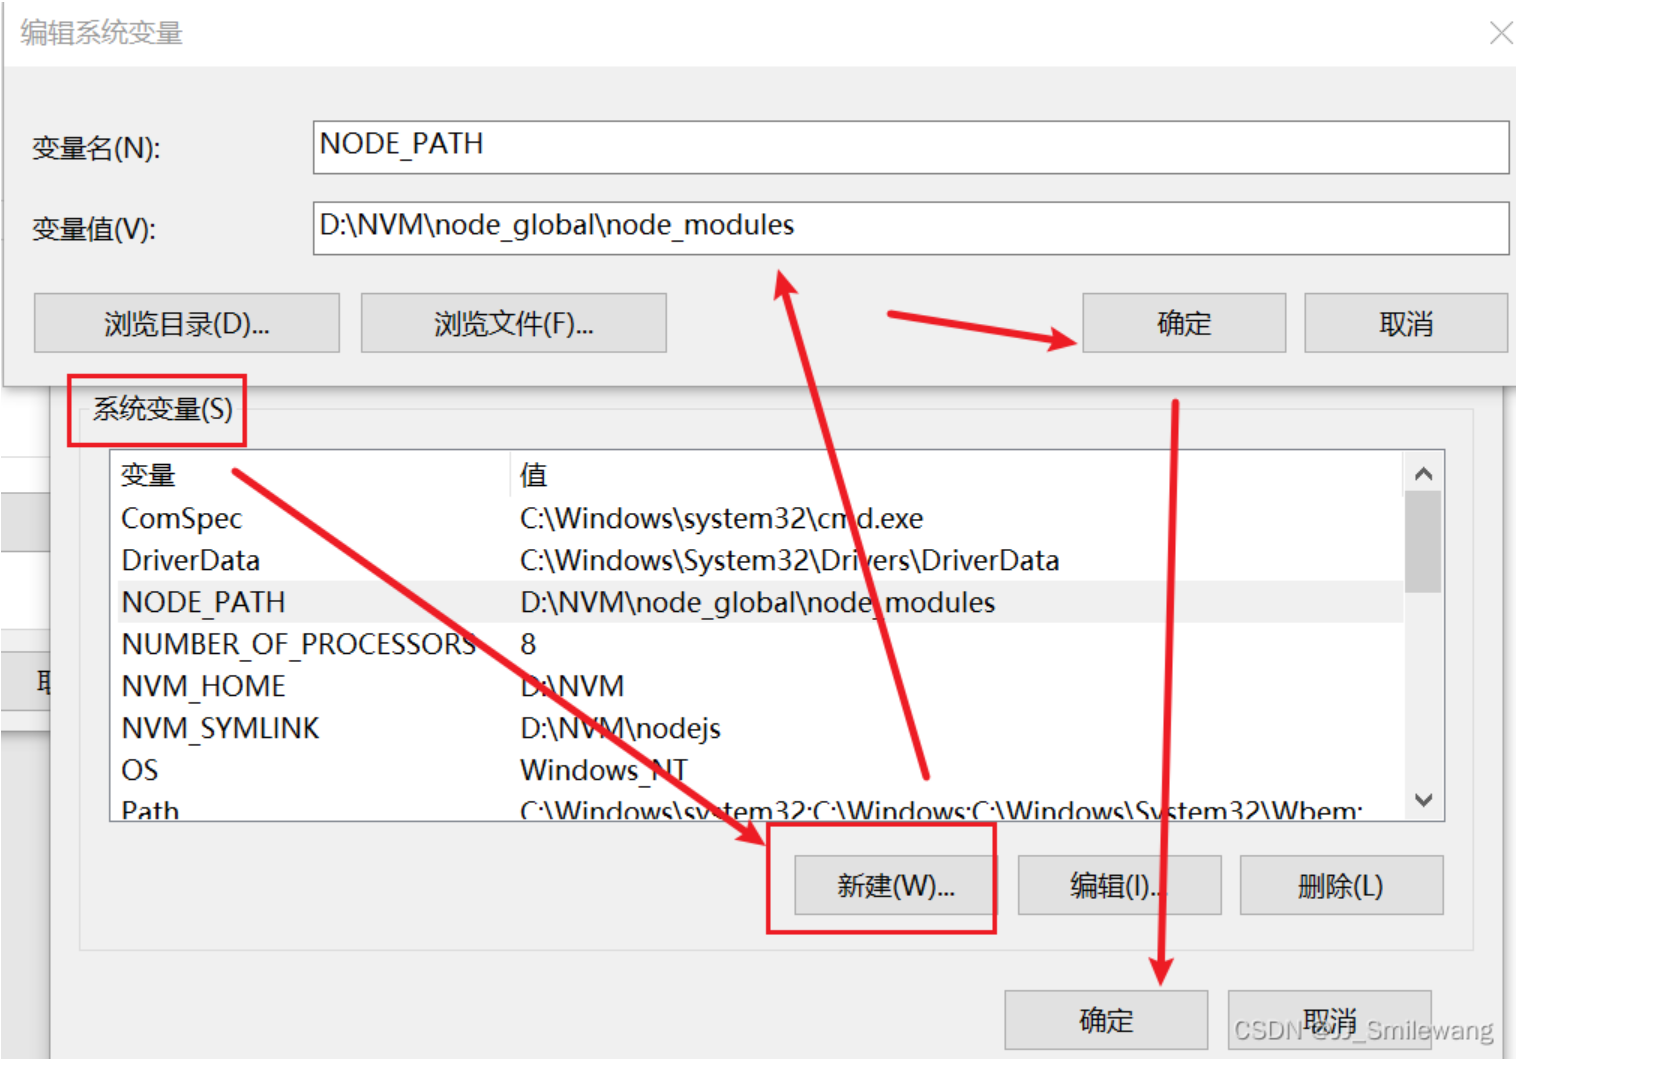 编辑系统变量
变量名(N):
NODE_PATH
变量值(V):
D:\NVM\node_global\node_modules
浏览目录(D)...
浏览文件(F)...
确定
取消
系统变量(S)
变量 值
ComSpec C:\Windows\system32\cmd.exe
DriverData C:\Windows\System32\Drivers\DriverData
NODE_PATH D:\NVM\node_global\node_modules
NUMBER_OF_PROCESSORS 8
NVM_HOME D:\NVM
NVM_SYMLINK D:\NVM\nodejs
OS Windows_NT
Path C:\Windows\system32;C:\Windows;C:\Windows\System32\Wbem;
新建(W)...
编辑(I)...
删除(L)
确定
取消
CSDN @JJ_Smilewang